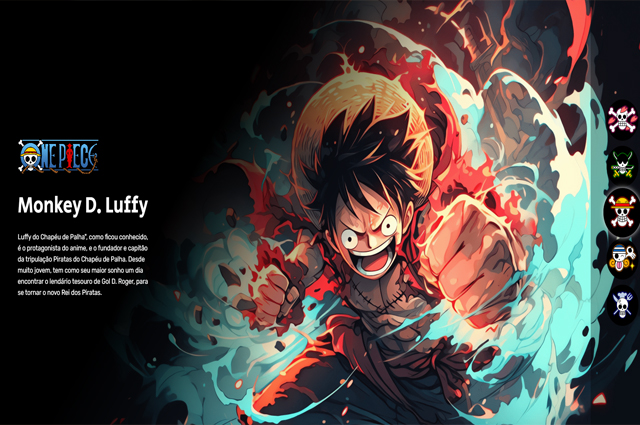 ONE PIECE
Monkey D. Luffy
Luffy do Chapéu de Palha", como ficou conhecido,
é o protagonista do anime, e o fundador e capitão
da tripulação Piratas do Chapéu de Palha. Desde
muito jovem, tem como seu maior sonho um dia
encontrar o lendário tesouro de Gol D. Roger, para
se tornar o novo Rei dos Piratas.